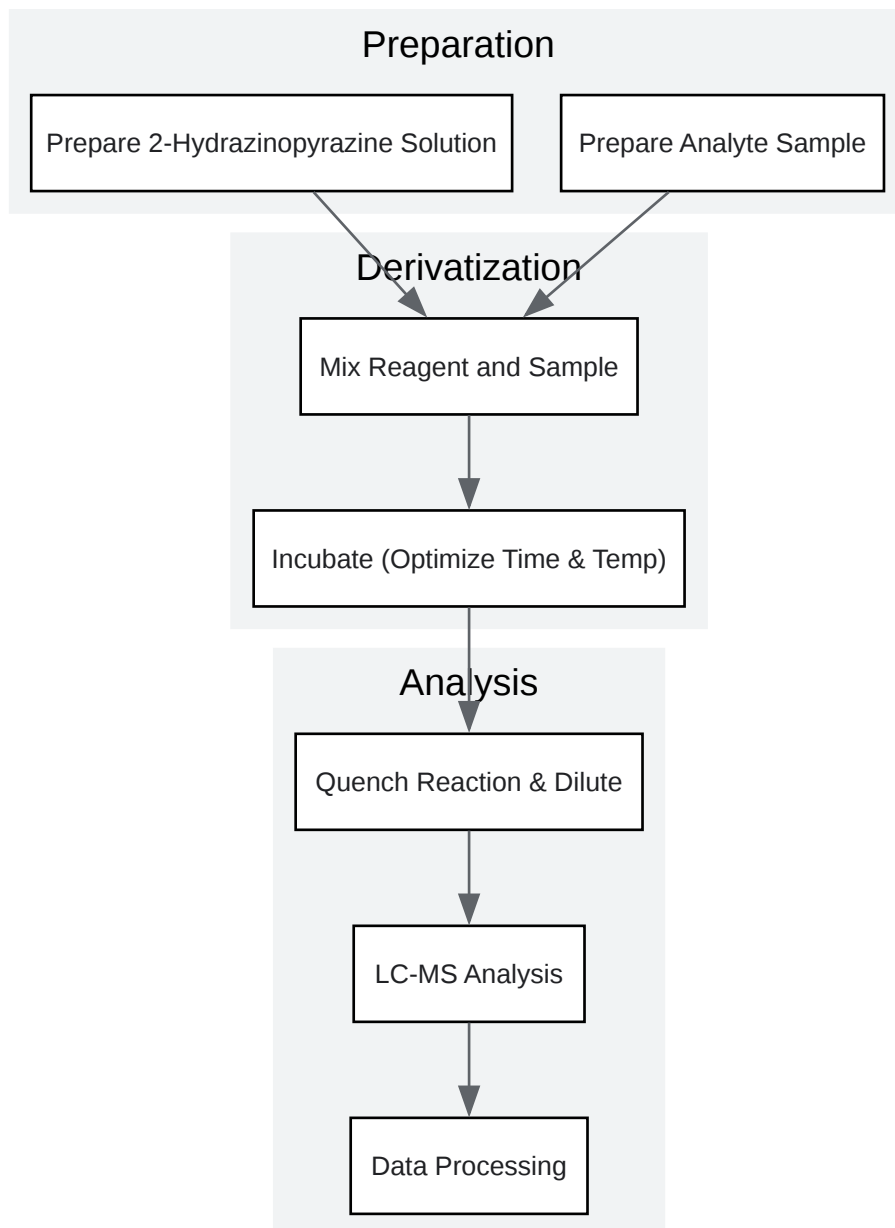 Preparation
Prepare 2-Hydrazinopyrazine Solution
Prepare Analyte Sample
Derivatization
Mix Reagent and Sample
Incubate (Optimize Time & Temp)
Analysis
Quench Reaction & Dilute
LC-MS Analysis
Data Processing